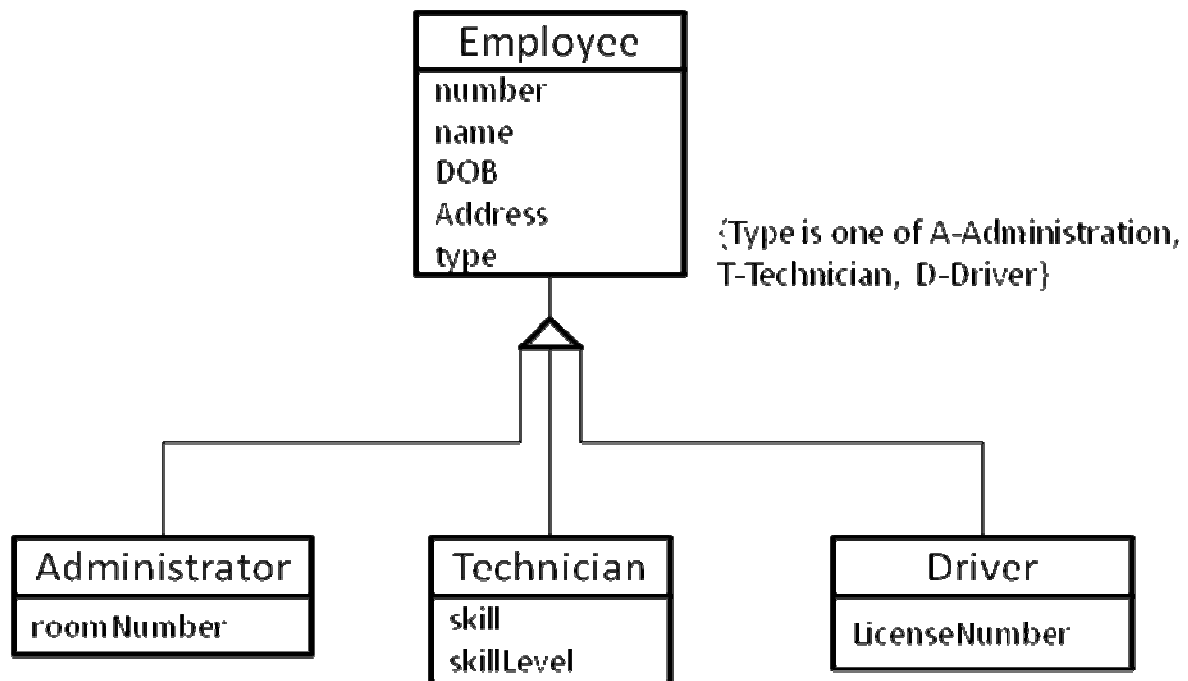 Employee
number
name
DOB
Address
type
{Type is one of A-Administration,
T-Technician, D-Driver}
Administrator
roomNumber
Technician
skill
skillLevel
Driver
LicenseNumber